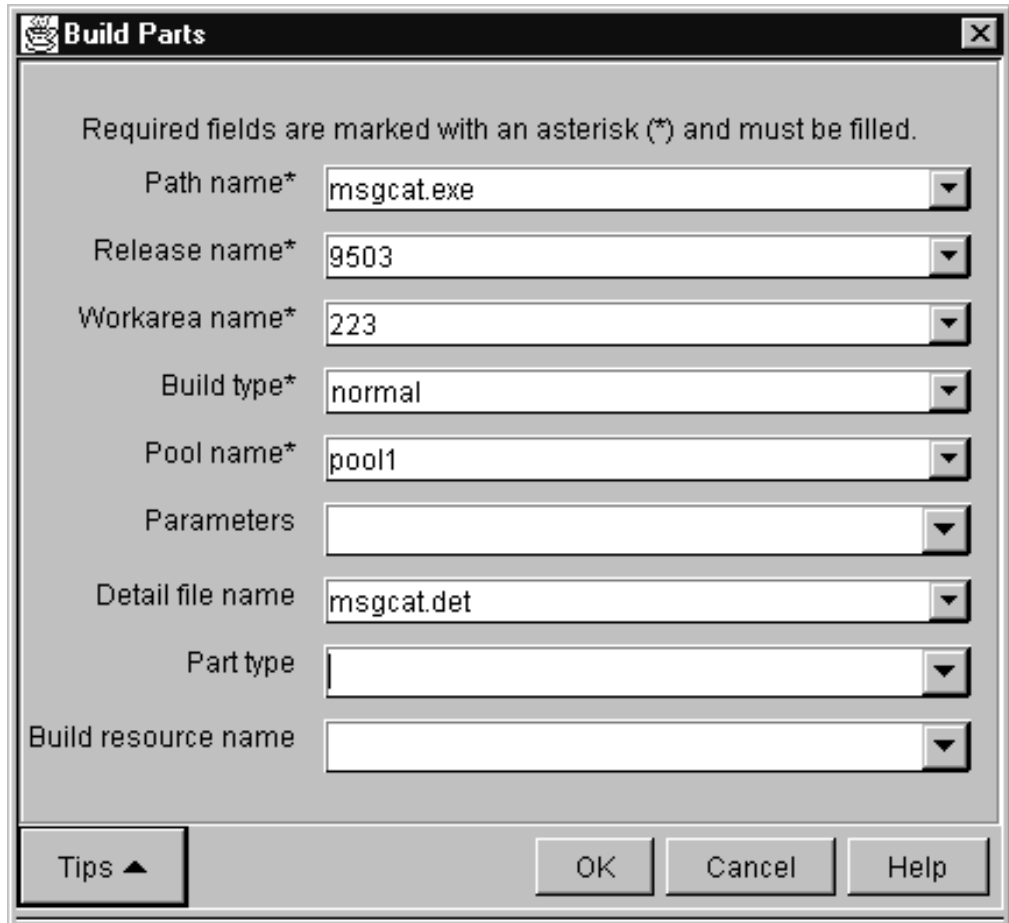 Build Parts
Required fields are marked with an asterisk (*) and must be filled.
Path name* msgcat.exe
Release name* 9503
Workarea name* 223
Build type* normal
Pool name* pool1
Parameters
Detail file name msgcat.det
Part type
Build resource name
Tips OK Cancel Help